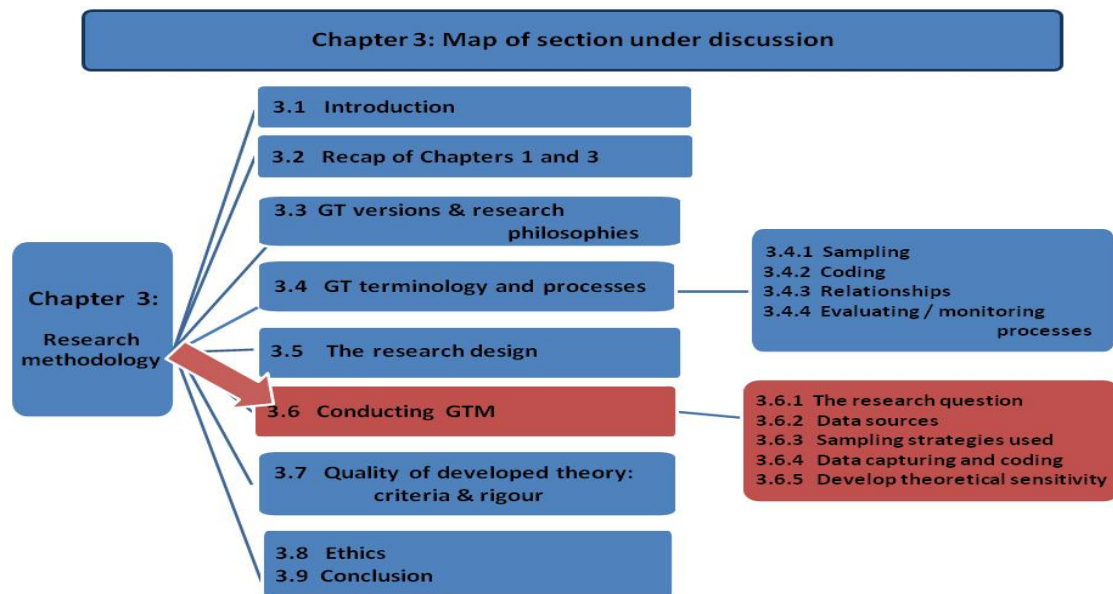 Chapter 3: Map of section under discussion
Chapter 3:
Research
methodology
3.1 Introduction
3.2 Recap of Chapters 1 and 3
3.3 GT versions & research
philosophies
3.4 GT terminology and processes
3.4.1 Sampling
3.4.2 Coding
3.4.3 Relationships
3.4.4 Evaluating / monitoring
processes
3.5 The research design
3.6 Conducting GTM
3.6.1 The research question
3.6.2 Data sources
3.6.3 Sampling strategies used
3.6.4 Data capturing and coding
3.6.5 Develop theoretical sensitivity
3.7 Quality of developed theory:
criteria & rigour
3.8 Ethics
3.9 Conclusion